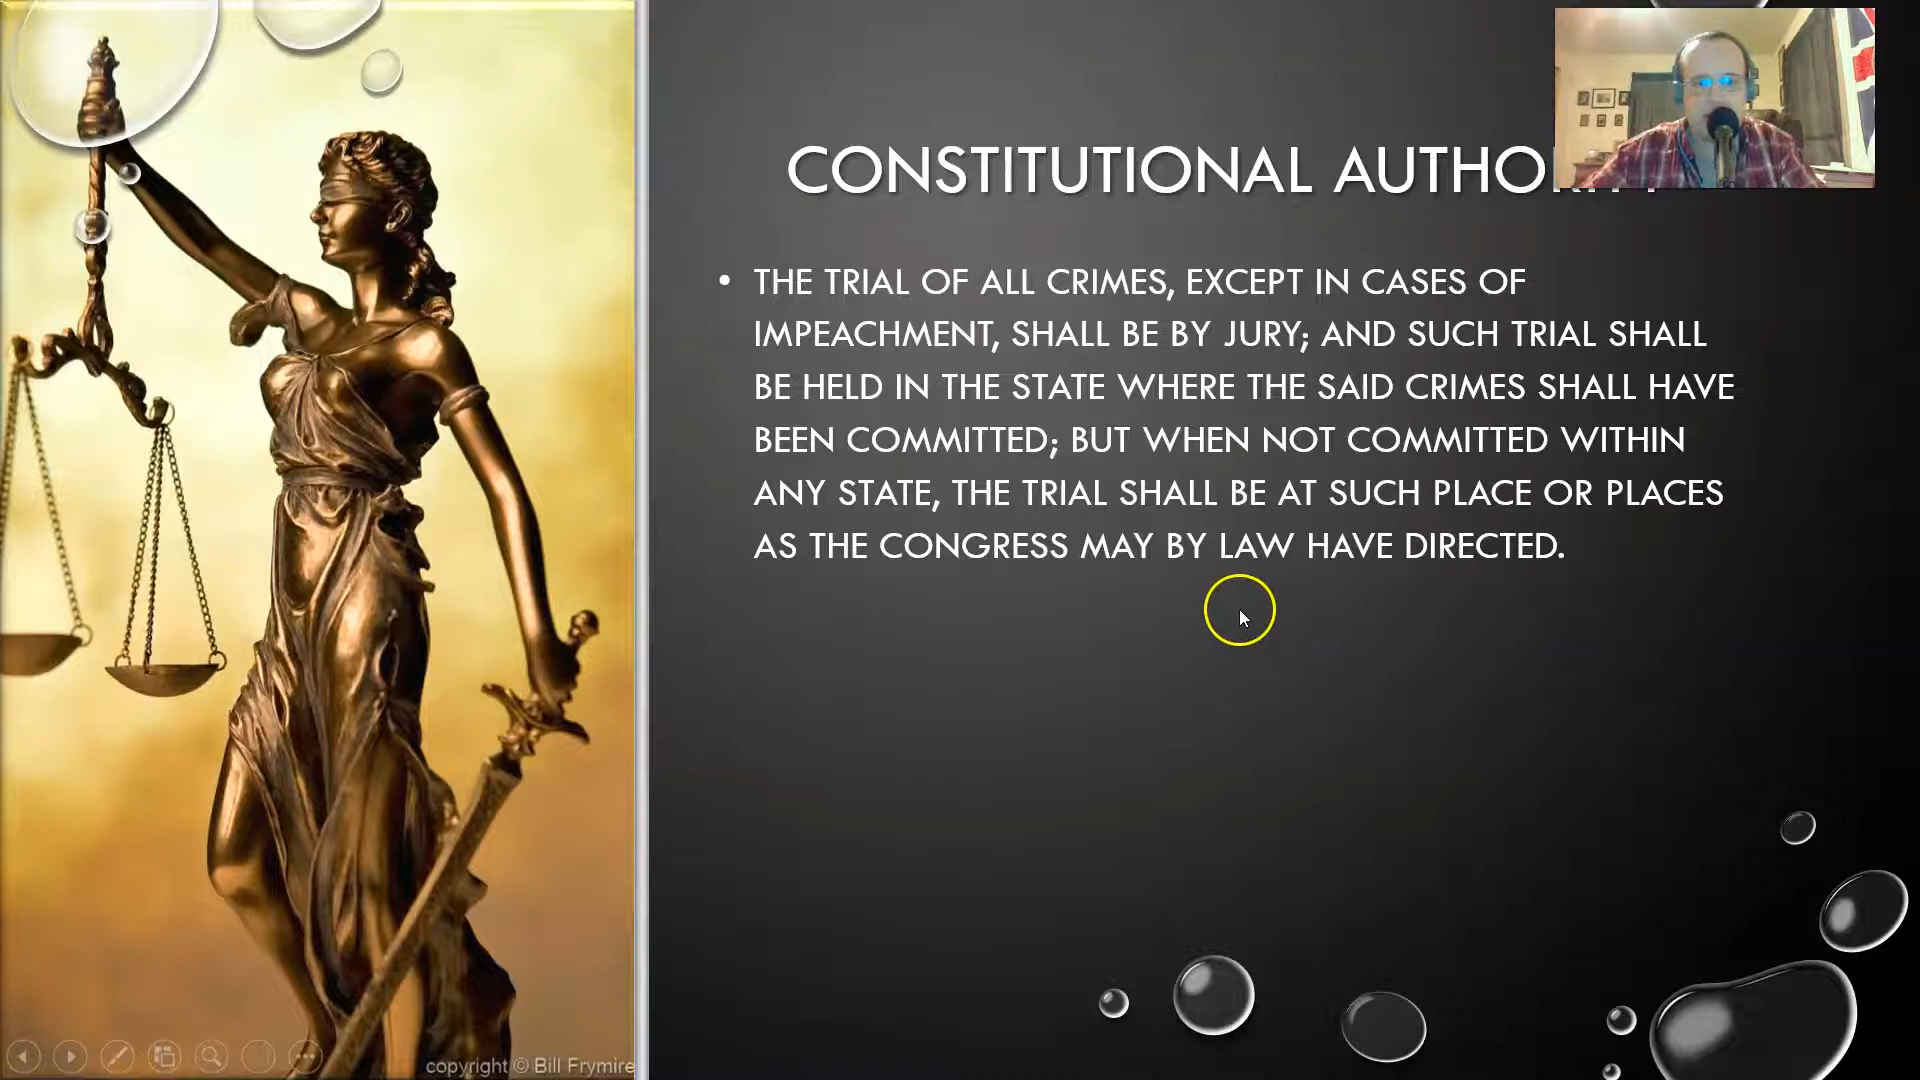 CONSTITUTIONAL
THE TRIAL OF ALL CRIMES, EXCEPT IN CASES OF
IMPEACHMENT, SHALL BE BY JURY; AND SUCH TRIAL SHALL
BE HELD IN THE STATE WHERE THE SAID CRIMES SHALL HAVE
BEEN COMMITTED; BUT WHEN NOT COMMITTED WITHIN
ANY STATE, THE TRIAL SHALL BE AT SUCH PLACE OR PLACES
AS THE CONGRESS MAY BY LAW HAVE DIRECTED.
copyright © Bill Frymire